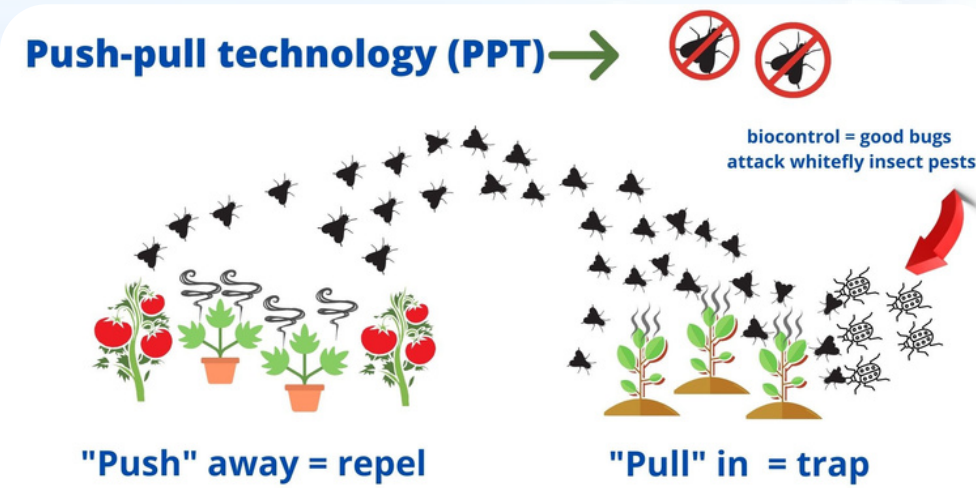 Push-pull technology (PPT)
biocontrol = good bugs
attack whitefly insect pests
"Push" away = repel
"Pull" in = trap